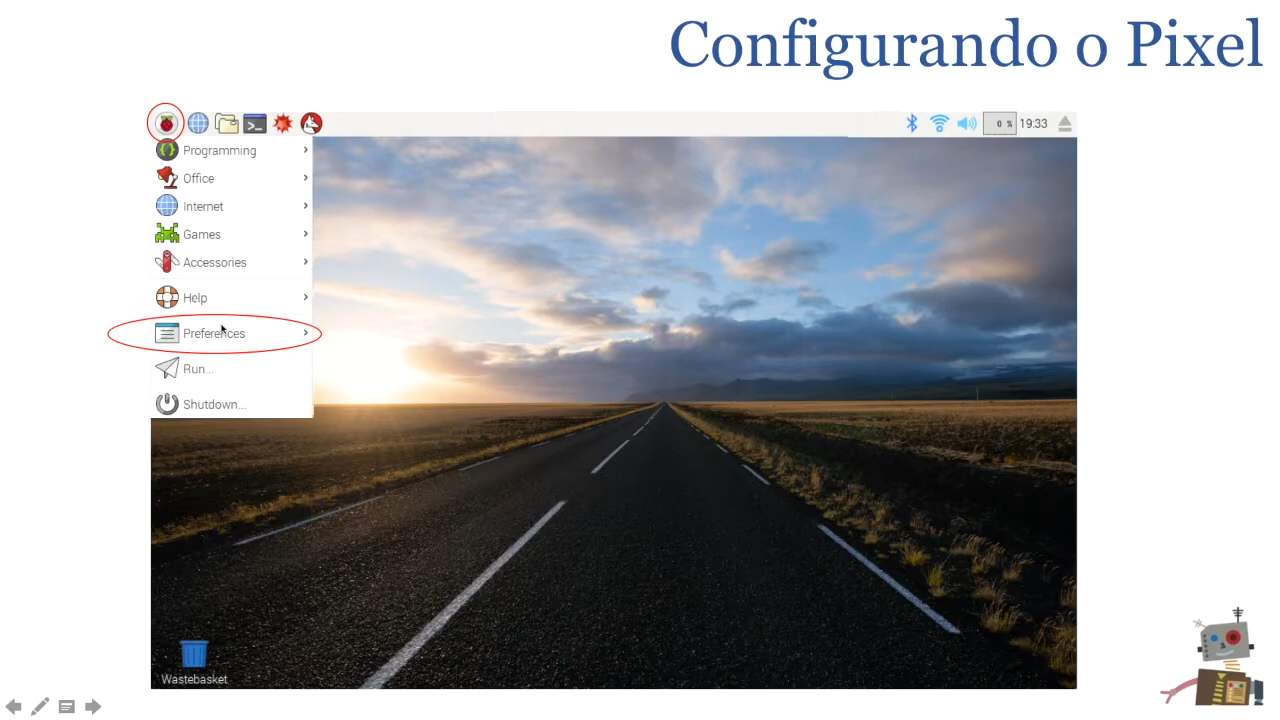 Configurando o Pixel
0 % 19:33
Programming
Office
Internet
Games
Accessories
Help
Preferences
Run...
Shutdown...
Wastebasket